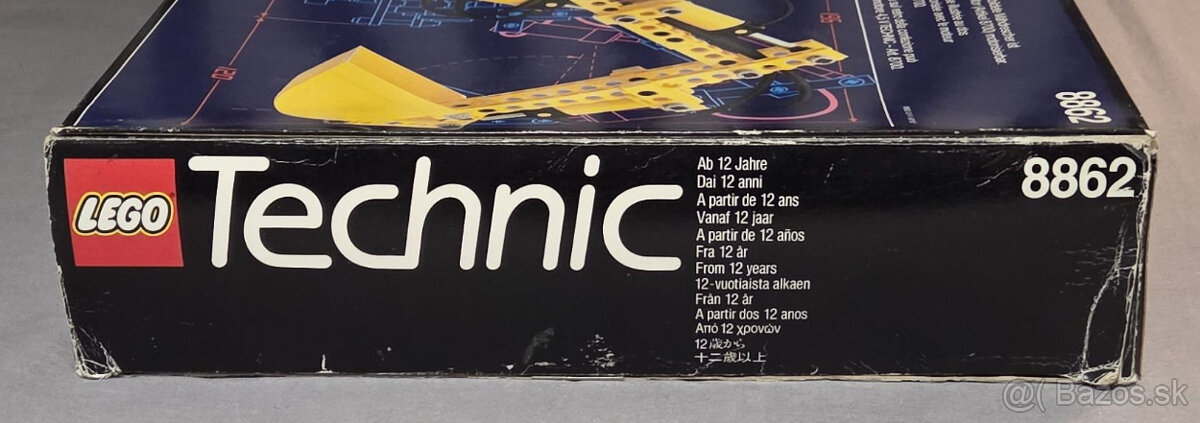 8862
LEGO
Technic
Ab 12 Jahre
Dai 12 anni
A partir de 12 ans
Vanaf 12 jaar
A partir de 12 años
Fra 12 år
From 12 years
12-vuotiaista alkaen
Från 12 år
A partir dos 12 anos
Από 12 χρονών
12歳から
十二歳以上
8862
@( Bazos.sk